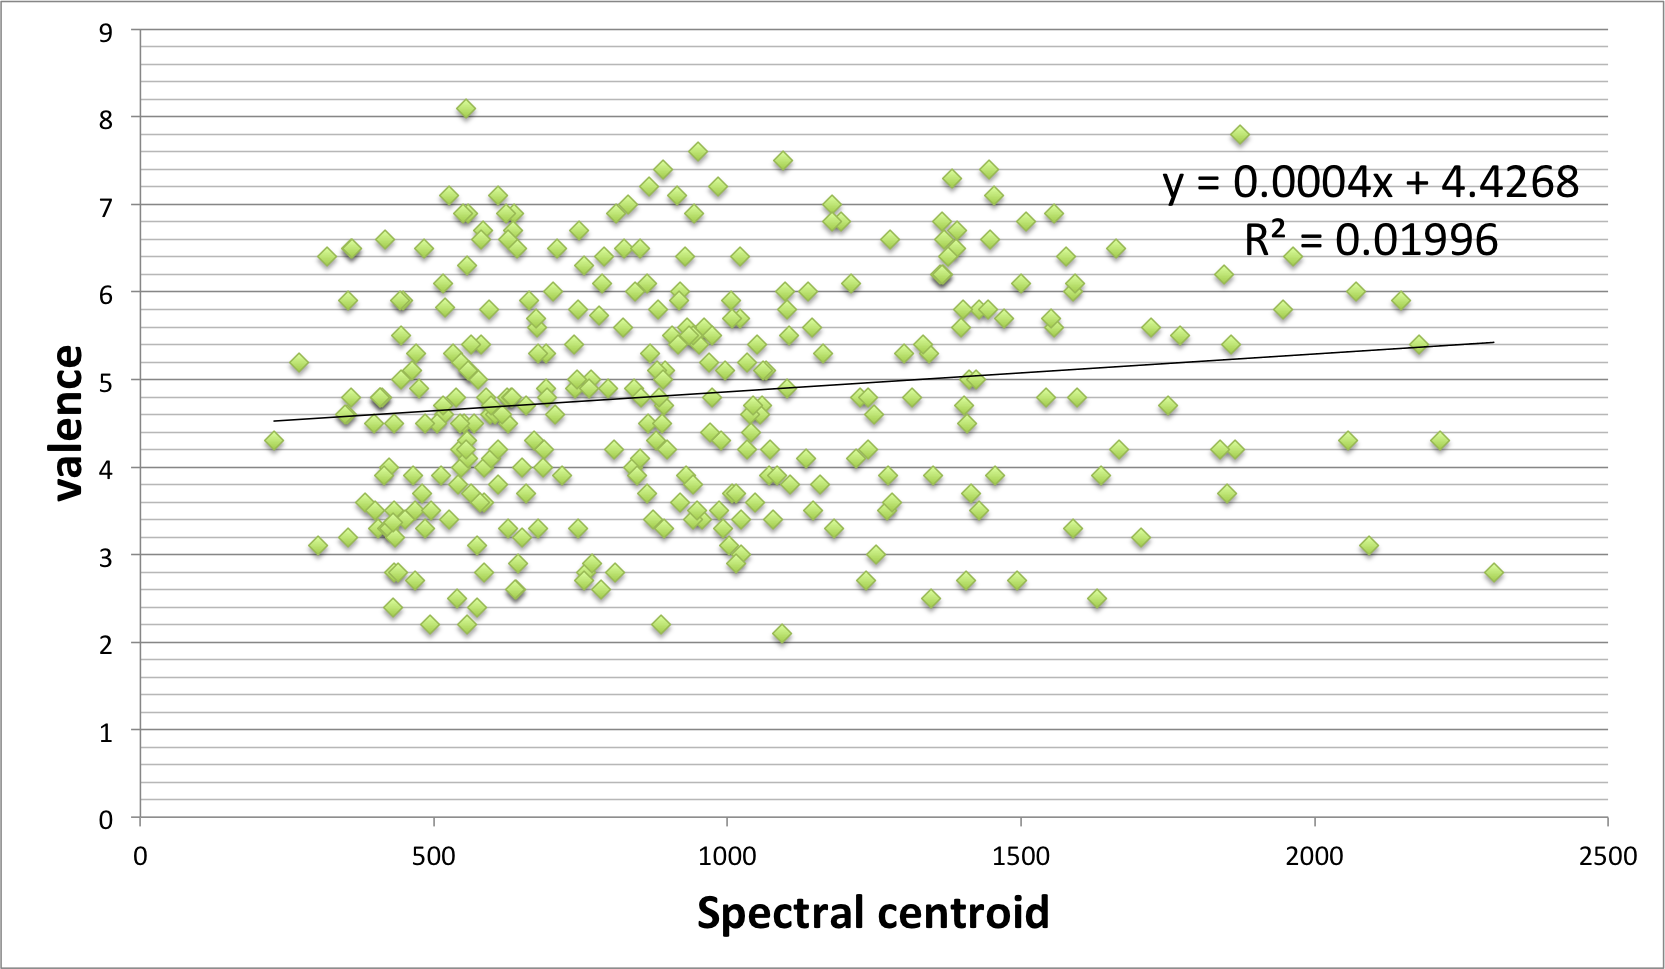 9
8
7
6
5
4
3
2
1
0
valence
y = 0.0004x + 4.4268
R² = 0.01996
0 500 1000 1500 2000 2500
Spectral centroid